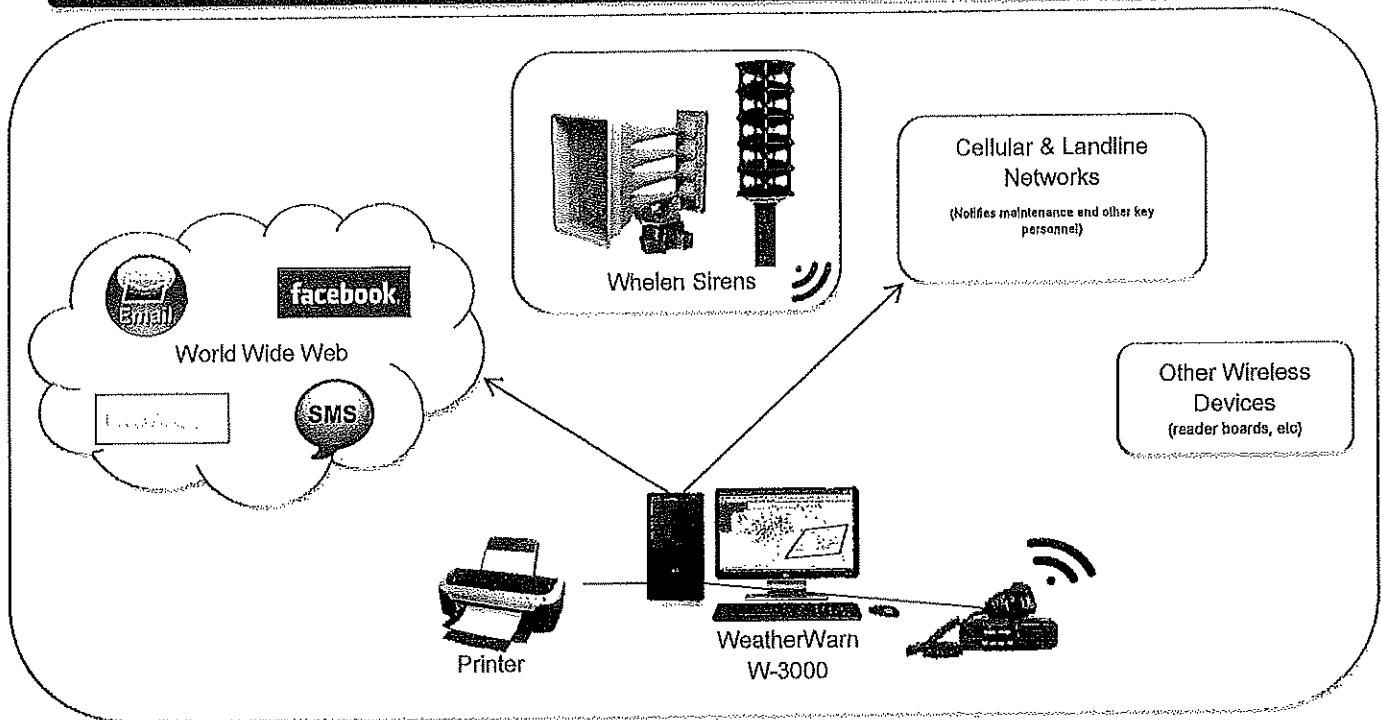 Whelen Sirens
Cellular & Landline
Networks
(Notifies maintenance and other key
personnel)
Email
facebook
World Wide Web
SMS
Other Wireless
Devices
(reader boards, etc)
Printer
WeatherWarn
W-3000